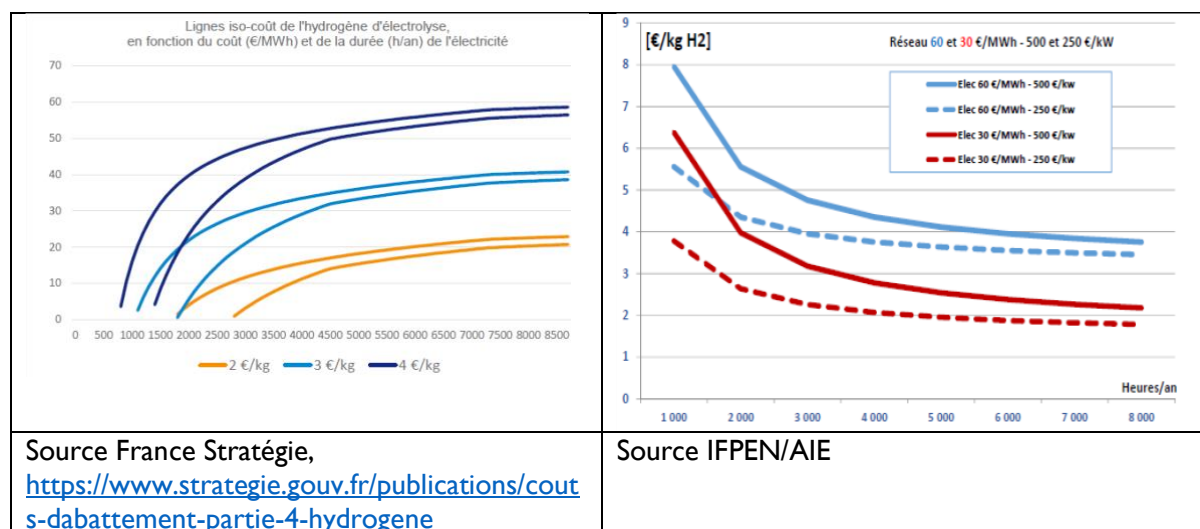 Lignes iso-coût de l'hydrogène d'électrolyse,
en fonction du coût (€/MWh) et de la durée (h/an) de l'électricité
70
60
50
40
30
20
10
0
0 500 1000 1500 2000 2500 3000 3500 4000 4500 5000 5500 6000 6500 7000 7500 8000 8500
2 €/kg 3 €/kg 4 €/kg
[€/kg H2]
Réseau 60 et 30 €/MWh - 500 et 250 €/kW
Elec 60 €/MWh - 500 €/kw
Elec 60 €/MWh - 250 €/kw
Elec 30 €/MWh - 500 €/kw
Elec 30 €/MWh - 250 €/kw
9
8
7
6
5
4
3
2
1
0
Heures/an
1 000 2 000 3 000 4 000 5 000 6 000 7 000 8 000
Source France Stratégie,
https://www.strategie.gouv.fr/publications/cout
s-dabattement-partie-4-hydrogene
Source IFPEN/AIE